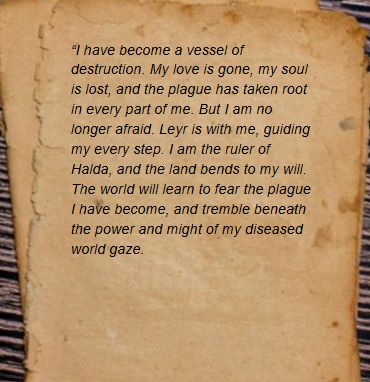 “I have become a vessel of
destruction. My love is gone, my soul
is lost, and the plague has taken root
in every part of me. But I am no
longer afraid. Leyr is with me, guiding
my every step. I am the ruler of
Halda, and the land bends to my will.
The world will learn to fear the plague
I have become, and tremble beneath
the power and might of my diseased
world gaze.